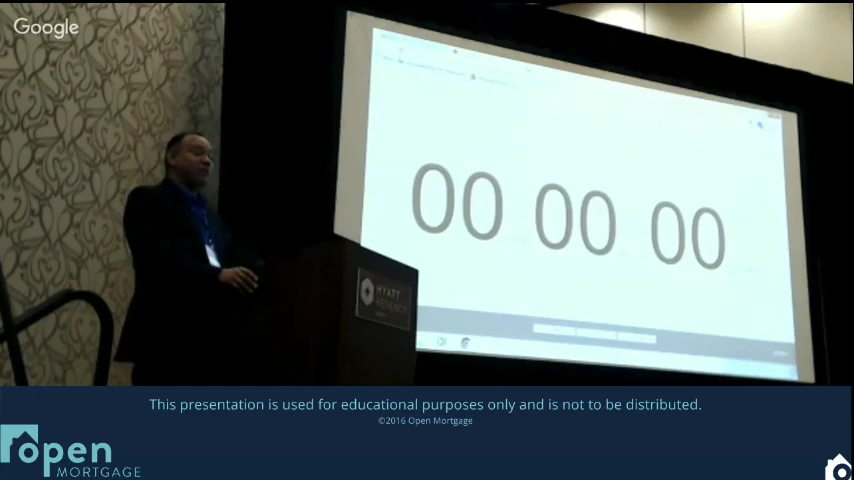 Google
00 00 00
HYATT
REGENCY
This presentation is used for educational purposes only and is not to be distributed.
©2016 Open Mortgage
open
MORTGAGE